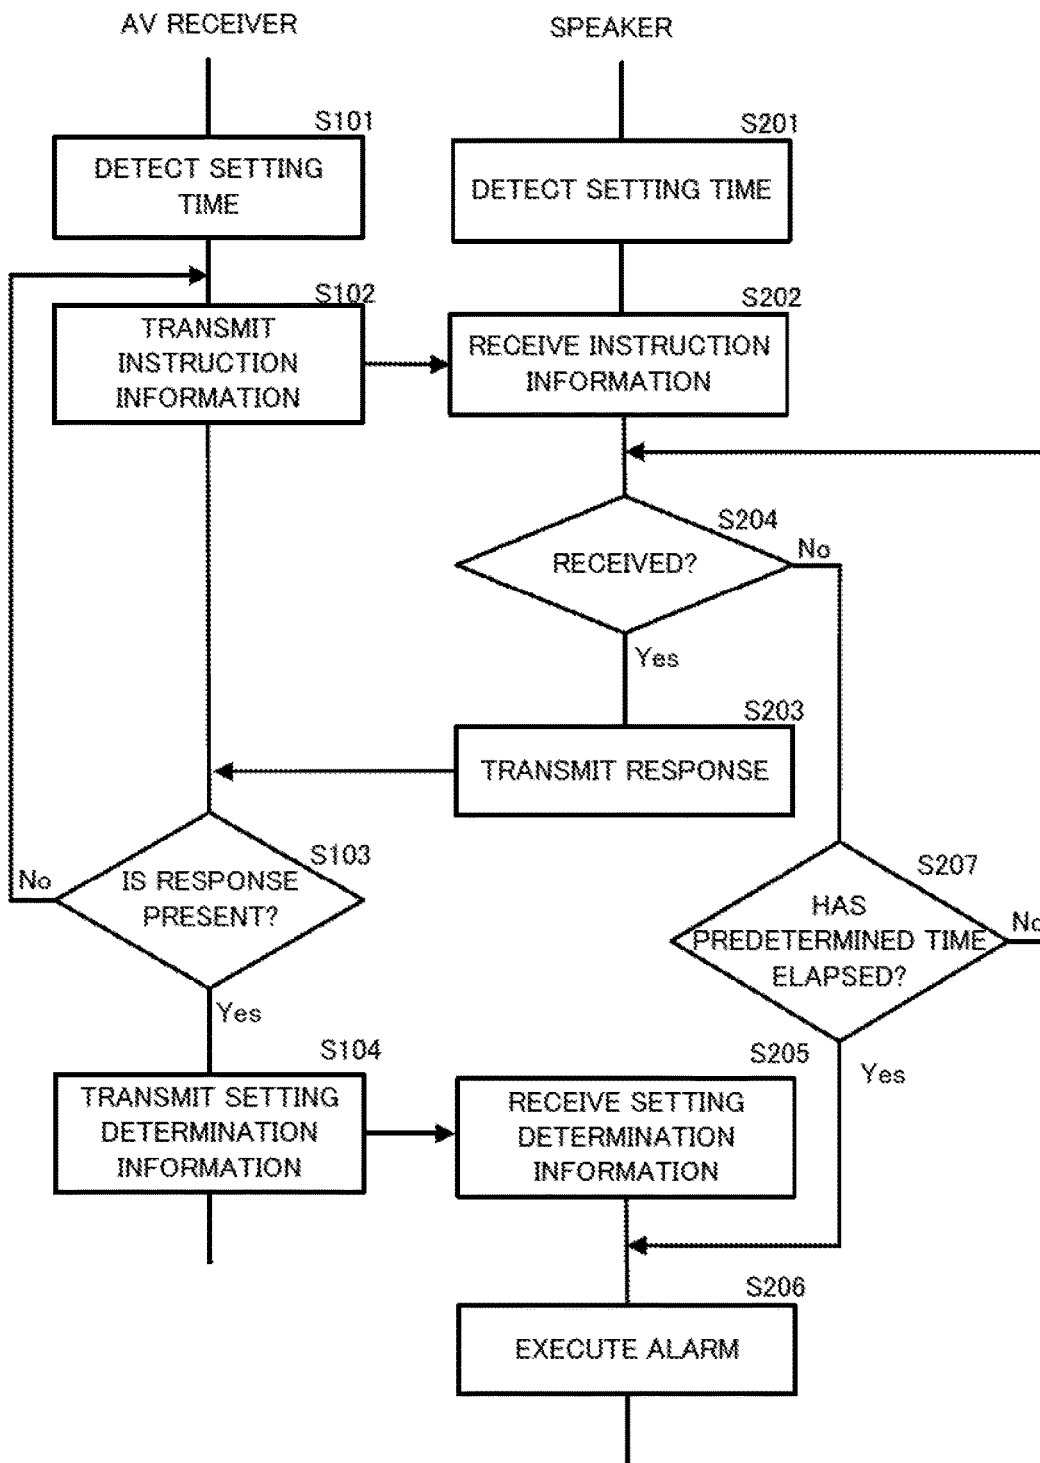 AV RECEIVER
SPEAKER
S101
DETECT SETTING
TIME
S201
DETECT SETTING TIME
S102
TRANSMIT
INSTRUCTION
INFORMATION
S202
RECEIVE INSTRUCTION
INFORMATION
S204
RECEIVED?
No
Yes
S203
TRANSMIT RESPONSE
S103
IS RESPONSE
PRESENT?
No
Yes
S207
HAS
PREDETERMINED TIME
ELAPSED?
No
Yes
S104
TRANSMIT SETTING
DETERMINATION
INFORMATION
S205
RECEIVE SETTING
DETERMINATION
INFORMATION
S206
EXECUTE ALARM